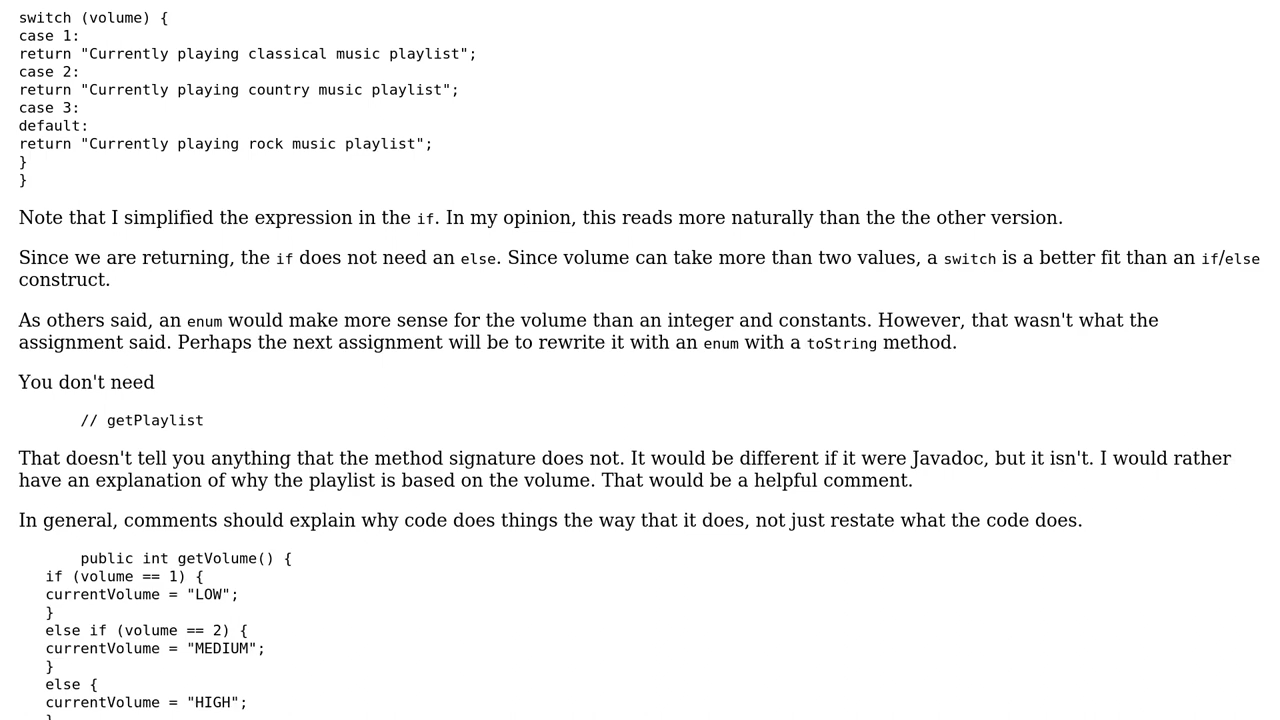 switch (volume) {
case 1:
return "Currently playing classical music playlist";
case 2:
return "Currently playing country music playlist";
case 3:
default:
return "Currently playing rock music playlist";
}
}
Note that I simplified the expression in the if. In my opinion, this reads more naturally than the the other version.
Since we are returning, the if does not need an else. Since volume can take more than two values, a switch is a better fit than an if/else
construct.
As others said, an enum would make more sense for the volume than an integer and constants. However, that wasn't what the
assignment said. Perhaps the next assignment will be to rewrite it with an enum with a toString method.
You don't need
// getPlaylist
That doesn't tell you anything that the method signature does not. It would be different if it were Javadoc, but it isn't. I would rather
have an explanation of why the playlist is based on the volume. That would be a helpful comment.
In general, comments should explain why code does things the way that it does, not just restate what the code does.
public int getVolume() {
if (volume == 1) {
currentVolume = "LOW";
}
else if (volume == 2) {
currentVolume = "MEDIUM";
}
else {
currentVolume = "HIGH";
}